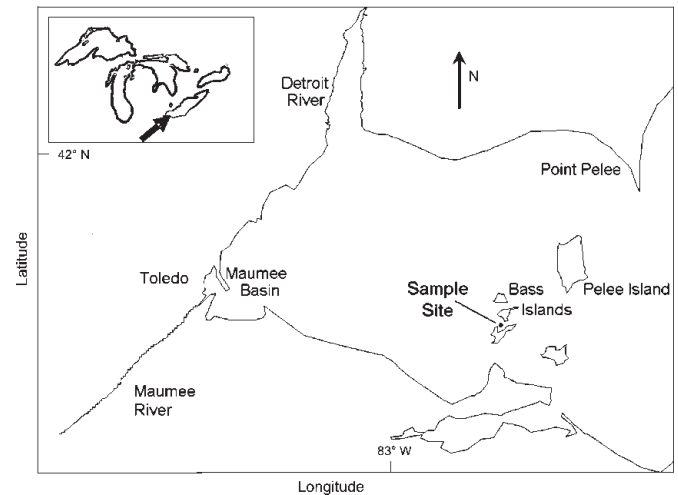 Detroit
River
N
42° N
Point Pelee
Latitude
Toledo
Maumee
Basin
Sample
Site
Bass
Islands
Pelee Island
Maumee
River
83° W
Longitude